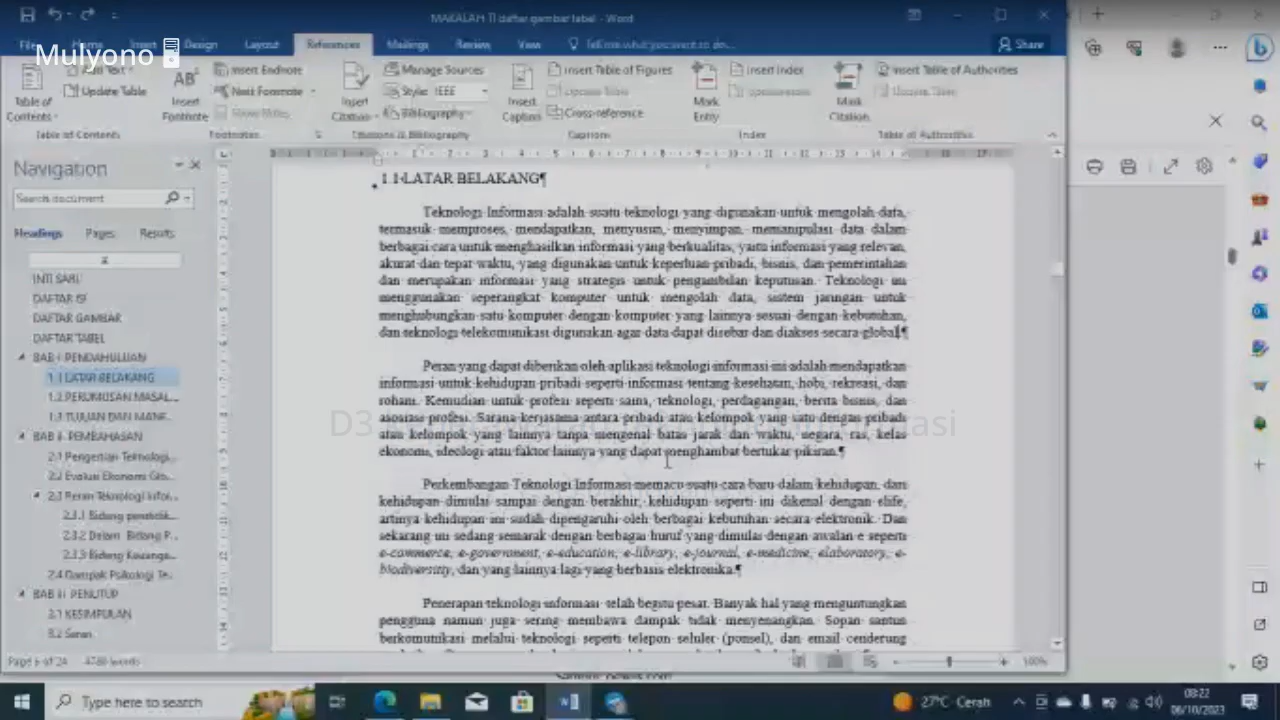 MAKALAH TI daftar gambar label - Word
Mulyono
Design Layout References Mailings Review View Tell me what you want to do... Share
Table of Contents
Update Table
Table of Contents
AB
Insert Footnote
Insert Endnote
Next Footnote
Show Notes
Footnotes
Insert Citation
Manage Sources
Style: IEEE
Bibliography
Citations & Bibliography
Insert Caption
Insert Table of Figures
Update Table
Cross-reference
Captions
Mark Entry
Insert Index
Index
Mark Citation
Insert Table of Authorities
Update Table
Table of Authorities
Navigation
Search document
Headings Pages Results
INTI SARI
DAFTAR ISI
DAFTAR GAMBAR
DAFTAR TABEL
BAB I PENDAHULUAN
1.1 LATAR BELAKANG
1.2 PERUMUSAN MASAL...
1.3 TUJUAN DAN MANF...
BAB II PEMBAHASAN
2.1 Pengertian Teknologi...
2.2 Evolusi Ekonomi Glo...
2.3.1 Bidang pendidik...
2.3.2 Dalam Bidang P...
2.3.3 Bidang Keuanga...
2.4 Dampak Psikologi Te...
BAB III PENUTUP
3.1 KESIMPULAN
3.2 Saran
1.1 LATAR BELAKANG
Teknologi Informasi adalah suatu teknologi yang digunakan untuk mengolah data,
termasuk memproses, mendapatkan, menyusun, menyimpan, memanipulasi data dalam
berbagai cara untuk menghasilkan informasi yang berkualitas, yaitu informasi yang relevan,
akurat dan tepat waktu, yang digunakan untuk keperluan pribadi, bisnis, dan pemerintahan
dan merupakan informasi yang strategis untuk pengambilan keputusan. Teknologi ini
menggunakan seperangkat komputer untuk mengolah data, sistem jaringan untuk
menghubungkan satu komputer dengan komputer yang lainnya sesuai dengan kebutuhan,
dan teknologi telekomunikasi digunakan agar data dapat disebar dan diakses secara global
Peran yang dapat diberikan oleh aplikasi teknologi informasi ini adalah mendapatkan
informasi untuk kehidupan pribadi seperti informasi tentang kesehatan, hobi, rekreasi, dan
rohani. Kemudian untuk profesi seperti sains, teknologi, perdagangan, berita bisnis, dan
asosiasi profesi. Sarana kerjasama antara pribadi atau kelompok yang satu dengan pribadi
atau kelompok yang lainnya tanpa mengenal batas jarak dan waktu, negara, ras, kelas
ekonomi, ideologi atau faktor lainnya yang dapat menghambat bertukar pikiran.
Perkembangan Teknologi Informasi memacu suatu cara baru dalam kehidupan, dari
kehidupan dimulai sampai dengan berakhir, kehidupan seperti ini dikenal dengan elife,
artinya kehidupan ini sudah dipengaruhi oleh berbagai kebutuhan secara elektronik. Dan
sekarang ini sedang semarak dengan berbagai huruf yang dimulai dengan awalan e seperti
e-commerce, e-government, e-education, e-library, e-journal, e-medicine, elaboratory, e-
biodiversity, dan yang lainnya lagi yang berbasis elektronika.
Penerapan teknologi informasi telah begitu pesat. Banyak hal yang menguntungkan
pengguna namun juga sering membawa dampak tidak menyenangkan. Sopan santun
berkomunikasi melalui teknologi seperti telepon seluler (ponsel), dan email cenderung
Page 6 of 24 4788 words
100%
Type here to search
27°C Cerah
08:22
06/10/2023